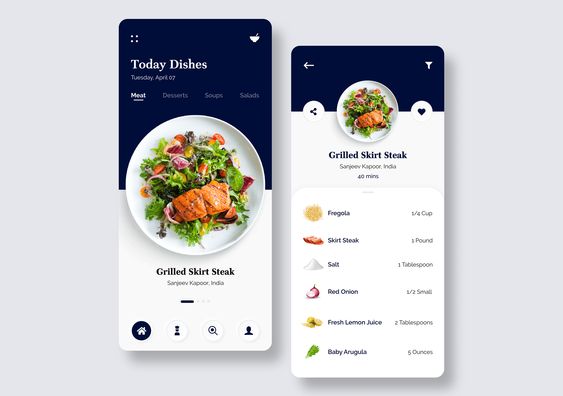 Today Dishes
Tuesday, April 07
Meat Desserts Soups Salads
Grilled Skirt Steak
Sanjeev Kapoor, India
Grilled Skirt Steak
Sanjeev Kapoor, India
40 mins
Fregola 1/4 Cup
Skirt Steak 1 Pound
Salt 1 Tablespoon
Red Onion 1/2 Small
Fresh Lemon Juice 2 Tablespoons
Baby Arugula 5 Ounces